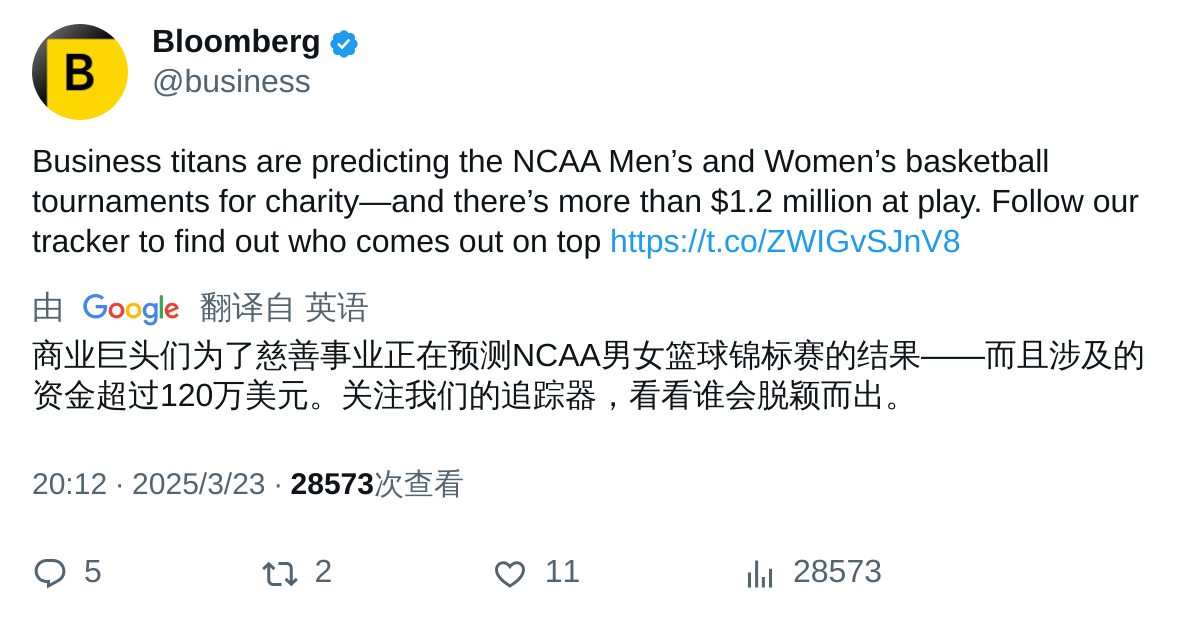 B
Bloomberg
@business
Business titans are predicting the NCAA Men’s and Women’s basketball
tournaments for charity—and there’s more than $1.2 million at play. Follow our
tracker to find out who comes out on top https://t.co/ZWIGvSJnV8
由 Google 翻译自 英语
商业巨头们为了慈善事业正在预测NCAA男女篮球锦标赛的结果——而且涉及的
资金超过120万美元。关注我们的追踪器，看看谁会脱颖而出。
20:12 · 2025/3/23 · 28573次查看
5 2 11 28573